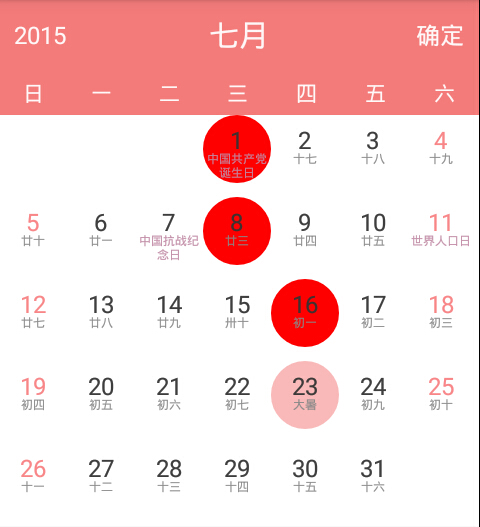 2015 七月 确定
日 一 二 三 四 五 六
1 2 3 4
中国共产党 十七 十八 十九
诞生日
5 6 7 8 9 10 11
廿十 廿一 中国抗战纪 廿三 廿四 廿五 世界人口日
念日
12 13 14 15 16 17 18
廿七 廿八 廿九 卅十 初一 初二 初三
19 20 21 22 23 24 25
初四 初五 初六 初七 大暑 初九 初十
26 27 28 29 30 31
十一 十二 十三 十四 十五 十六